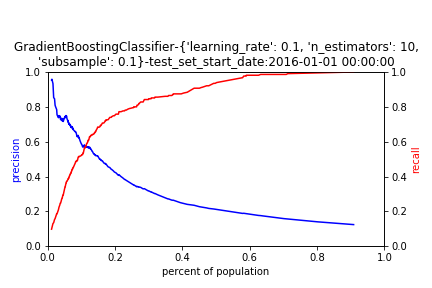 GradientBoostingClassifier-{'learning_rate': 0.1, 'n_estimators': 10,
'subsample': 0.1}-test_set_start_date:2016-01-01 00:00:00
1.0
0.8
0.6
0.4
0.2
0.0
precision
1.0
0.8
0.6
0.4
0.2
0.0
recall
0.0 0.2 0.4 0.6 0.8 1.0
percent of population